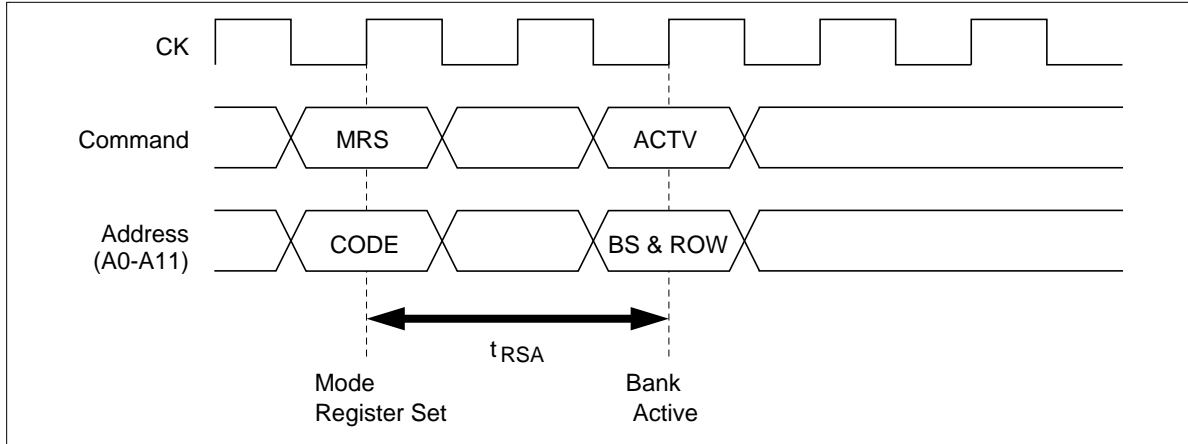 CK
Command
MRS
ACTV
Address
(A0-A11)
CODE
BS & ROW
t RSA
Mode
Register Set
Bank
Active